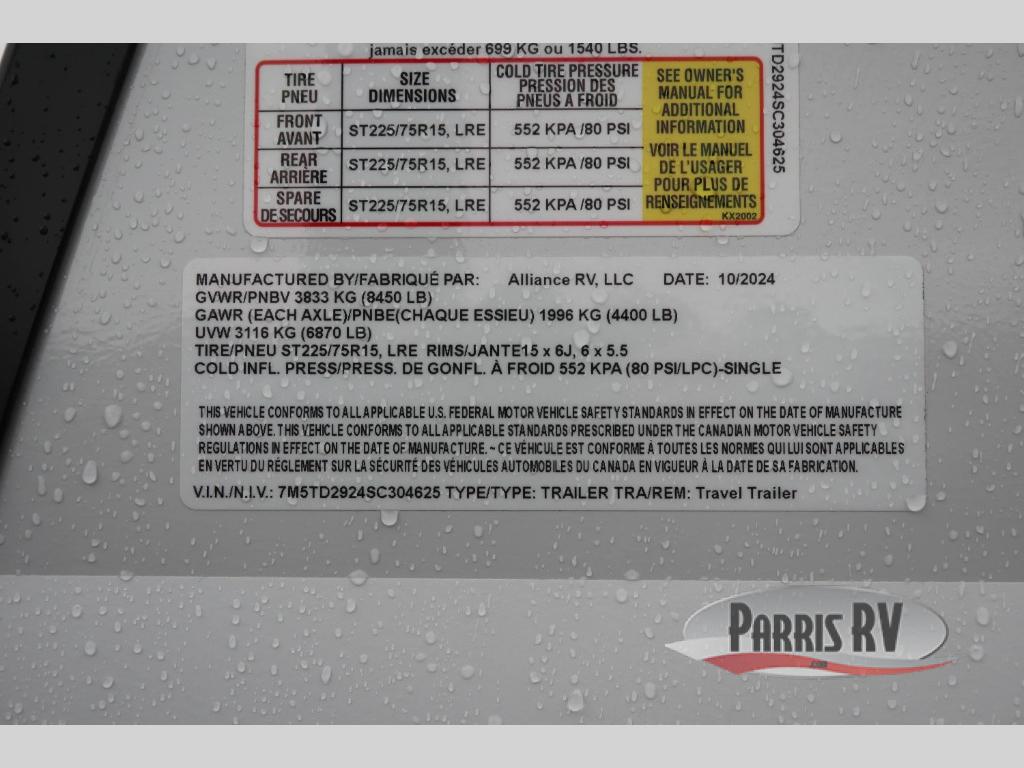 jamais excéder 699 KG ou 1540 LBS.
TIRE
PNEU
SIZE
DIMENSIONS
COLD TIRE PRESSURE
PRESSION DES
PNEUS A FROID
SEE OWNER'S
MANUAL FOR
ADDITIONAL
INFORMATION
VOIR LE MANUEL
DE L'USAGER
POUR PLUS DE
RENSEIGNEMENTS
KX2002
FRONT
AVANT
ST225/75R15, LRE
552 KPA /80 PSI
REAR
ARRIÈRE
ST225/75R15, LRE
552 KPA /80 PSI
SPARE
DE SECOURS
ST225/75R15, LRE
552 KPA /80 PSI
TD2924SC304625
MANUFACTURED BY/FABRIQUÉ PAR: Alliance RV, LLC DATE: 10/2024
GVWR/PNBV 3833 KG (8450 LB)
GAWR (EACH AXLE)/PNBE(CHAQUE ESSIEU) 1996 KG (4400 LB)
UVW 3116 KG (6870 LB)
TIRE/PNEU ST225/75R15, LRE RIMS/JANTE15 x 6J, 6 x 5.5
COLD INFL. PRESS/PRESS. DE GONFL. À FROID 552 KPA (80 PSI/LPC)-SINGLE
THIS VEHICLE CONFORMS TO ALL APPLICABLE U.S. FEDERAL MOTOR VEHICLE SAFETY STANDARDS IN EFFECT ON THE DATE OF MANUFACTURE
SHOWN ABOVE. THIS VEHICLE CONFORMS TO ALL APPLICABLE STANDARDS PRESCRIBED UNDER THE CANADIAN MOTOR VEHICLE SAFETY
REGULATIONS IN EFFECT ON THE DATE OF MANUFACTURE. ~ CE VÉHICULE EST CONFORME À TOUTES LES NORMES QUI LUI SONT APPLICABLES
EN VERTU DU RÉGLEMENT SUR LA SÉCURITÉ DES VÉHICULES AUTOMOBILES DU CANADA EN VIGUEUR À LA DATE DE SA FABRICATION.
V.I.N./N.I.V.: 7M5TD2924SC304625 TYPE/TYPE: TRAILER TRA/REM: Travel Trailer
PARRIS RV
.com